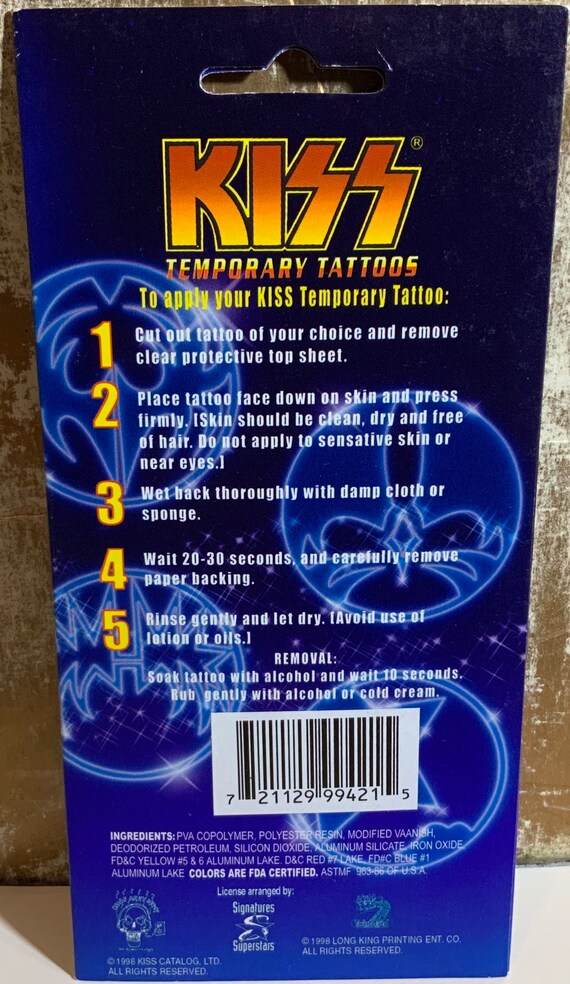 KISS®
TEMPORARY TATTOOS
To apply your KISS Temporary Tattoo:
1 Cut out tattoo of your choice and remove
clear protective top sheet.
2 Place tattoo face down on skin and press
firmly. [Skin should be clean, dry and free
of hair. Do not apply to sensative skin or
near eyes.]
3 Wet back thoroughly with damp cloth or
sponge.
4 Wait 20-30 seconds, and carefully remove
paper backing.
5 Rinse gently and let dry. [Avoid use of
lotion or oils.]
REMOVAL:
Soak tattoo with alcohol and wait 10 seconds.
Rub gently with alcohol or cold cream.
7 21129 99421 5
INGREDIENTS: PVA COPOLYMER, POLYESTER RESIN, MODIFIED VAANISH,
DEODORIZED PETROLEUM, SILICON DIOXIDE, ALUMINUM SILICATE, IRON OXIDE
FD&C YELLOW #5 & 6 ALUMINUM LAKE. D&C RED #7 LAKE, FD#C BLUE #1
ALUMINUM LAKE COLORS ARE FDA CERTIFIED. ASTMF 963-86 OF U.S.A.
License arranged by:
Signatures
Superstars
©1998 KISS CATALOG, LTD.
ALL RIGHTS RESERVED.
©1998 LONG KING PRINTING ENT. CO.
ALL RIGHTS RESERVED.